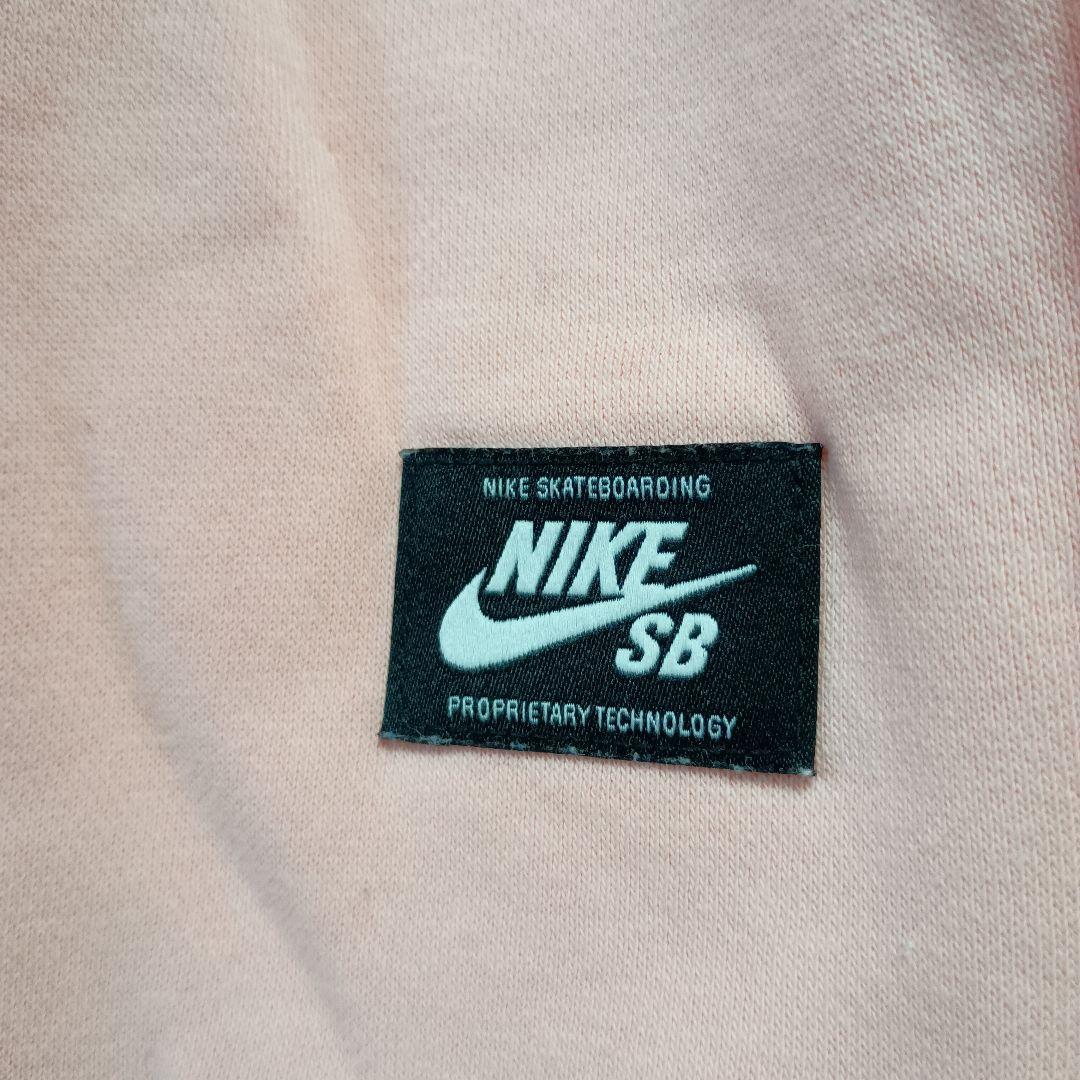 NIKE SKATEBOARDING
NIKE
SB
PROPRIETARY TECHNOLOGY